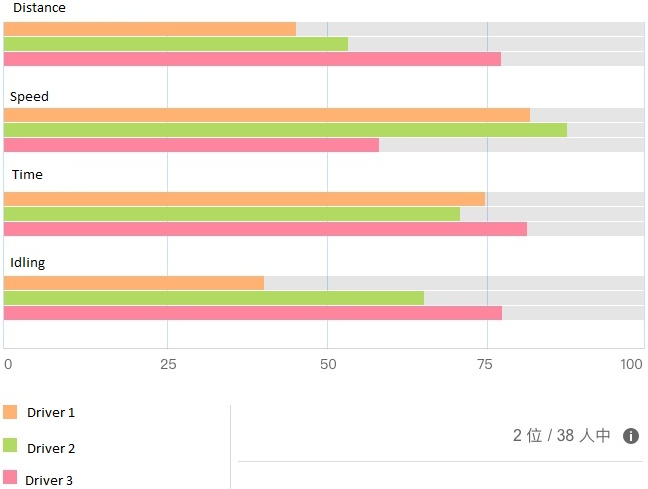 Distance
Speed
Time
Idling
0 25 50 75 100
Driver 1
Driver 2
Driver 3
2 位 / 38 人中 i